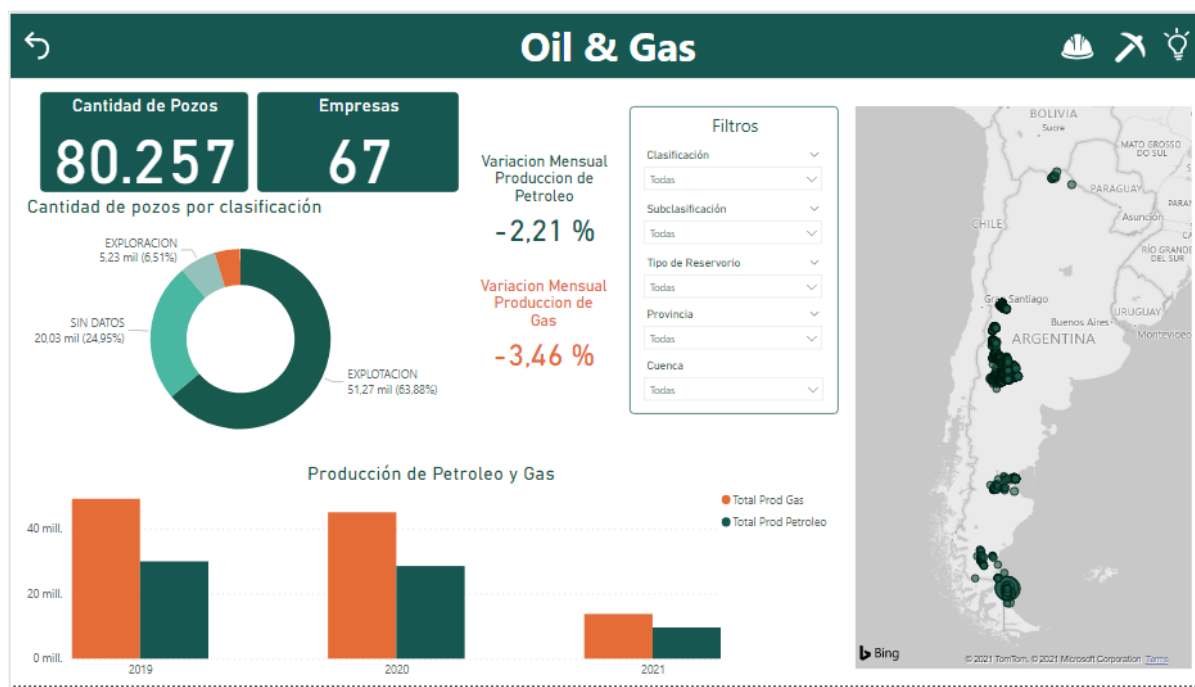 Oil & Gas
Cantidad de Pozos
80.257
Empresas
67
Cantidad de pozos por clasificación
EXPLORACION
5,23 mil (6,51%)
SIN DATOS
20,03 mil (24,95%)
EXPLOTACION
51,27 mil (63,88%)
Variacion Mensual
Produccion de
Petroleo
-2,21 %
Variacion Mensual
Produccion de
Gas
-3,46 %
Filtros
Clasificación
Todas
Subclasificación
Todas
Tipo de Reservorio
Todas
Provincia
Todas
Cuenca
Todas
Producción de Petroleo y Gas
Total Prod Gas
Total Prod Petroleo
40 mill.
20 mill.
0 mill.
2019
2020
2021
BOLIVIA
Sucre
MATO GROSSO
DO SUL
PARAGUAY
Asunción
CHILE
RÍO GRANDE
DEL SUR
Santiago
URUGUAY
Buenos Aires
Montevideo
ARGENTINA
Bing
© 2021 TomTom, © 2021 Microsoft Corporation Terms